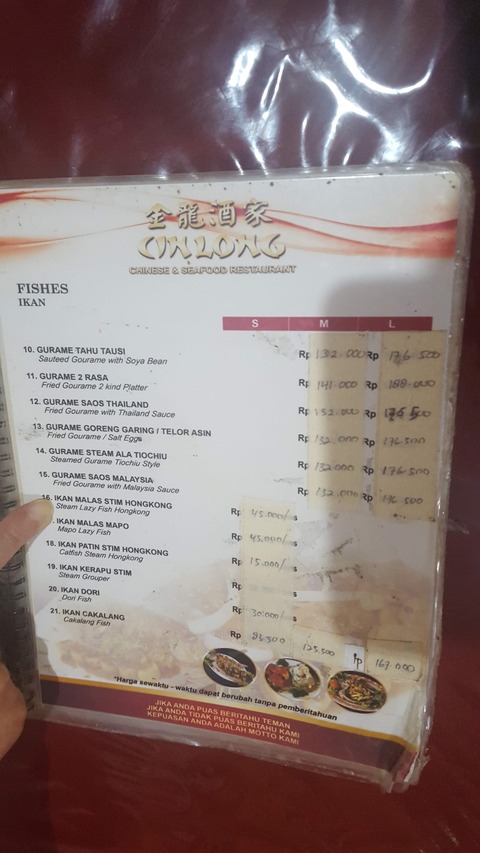 金龍酒家
CINLONG
CHINESE & SEAFOOD RESTAURANT
FISHES
IKAN
S M L
10. GURAME TAHU TAUSI Rp 132.000 Rp 176.500
Sauteed Gourame with Soya Bean
11. GURAME 2 RASA Rp 141.000 Rp 188.000
Fried Gourame 2 kind Platter
12. GURAME SAOS THAILAND Rp 132.000 Rp 176.500
Fried Gourame with Thailand Sauce
13. GURAME GORENG GARING / TELOR ASIN Rp 132.000 Rp 176.500
Fried Gourame / Salt Eggs
14. GURAME STEAM ALA TIOCHIU Rp 132.000 Rp 176.500
Steamed Gourame Tiochiu Style
15. GURAME SAOS MALAYSIA Rp 132.000 Rp 176.500
Fried Gourame with Malaysia Sauce
16. IKAN MALAS STIM HONGKONG Rp 45.000/
Steam Lazy Fish Hongkong
IKAN MALAS MAPO Rp 45.000/
Mapo Lazy Fish
18. IKAN PATIN STIM HONGKONG Rp 15.000/
Catfish Steam Hongkong
19. IKAN KERAPU STIM Rp
Steam Grouper
20. IKAN DORI Rp 30.000/
Dori Fish
21. IKAN CAKALANG Rp 125.500 Rp 167.000
Cakalang Fish
*Harga sewaktu - waktu dapat berubah tanpa pemberitahuan
JIKA ANDA PUAS BERITAHU TEMAN
JIKA ANDA TIDAK PUAS BERITAHU KAMI
KEPUASAN ANDA ADALAH MOTTO KAMI